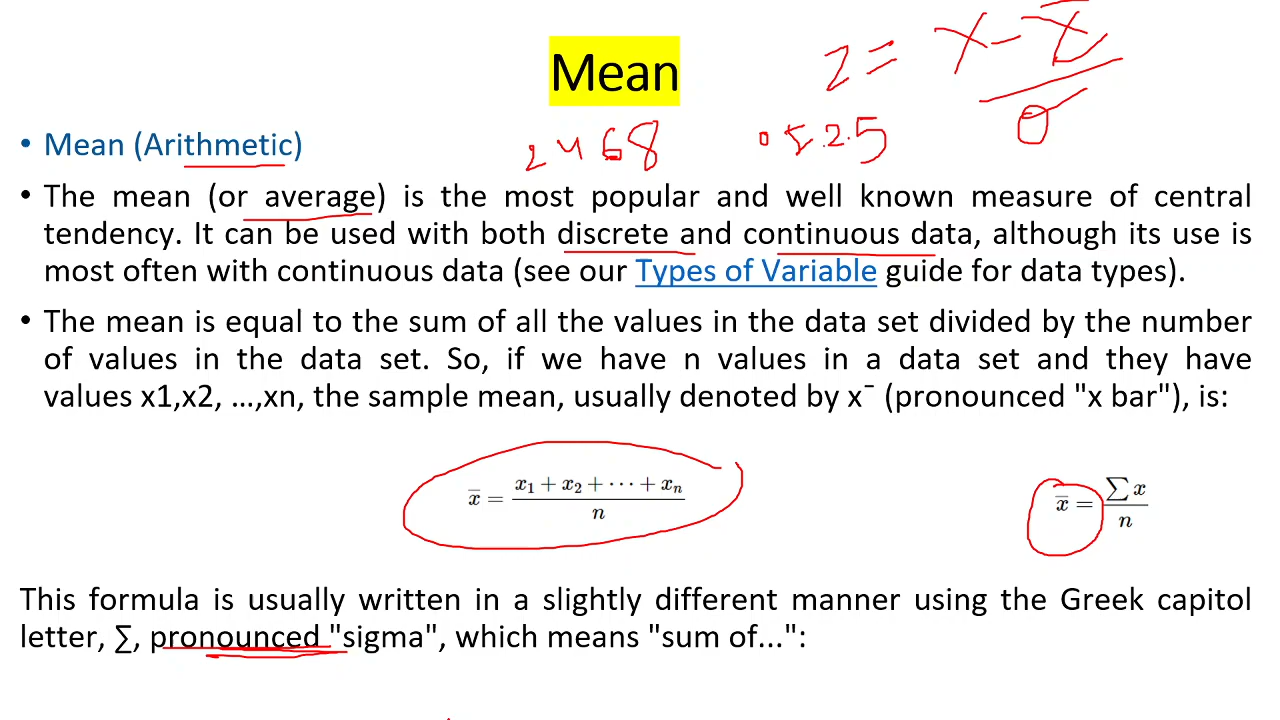 Mean
z = x - x̄
σ
• Mean (Arithmetic)
2 4 6 8
• The mean (or average) is the most popular and well known measure of central
tendency. It can be used with both discrete and continuous data, although its use is
most often with continuous data (see our Types of Variable guide for data types).
• The mean is equal to the sum of all the values in the data set divided by the number
of values in the data set. So, if we have n values in a data set and they have
values x1,x2, …,xn, the sample mean, usually denoted by x¯ (pronounced "x bar"), is:
x̄ = (x₁ + x₂ + ⋯ + xₙ) / n
x̄ = ∑ x / n
This formula is usually written in a slightly different manner using the Greek capitol
letter, ∑, pronounced "sigma", which means "sum of...":